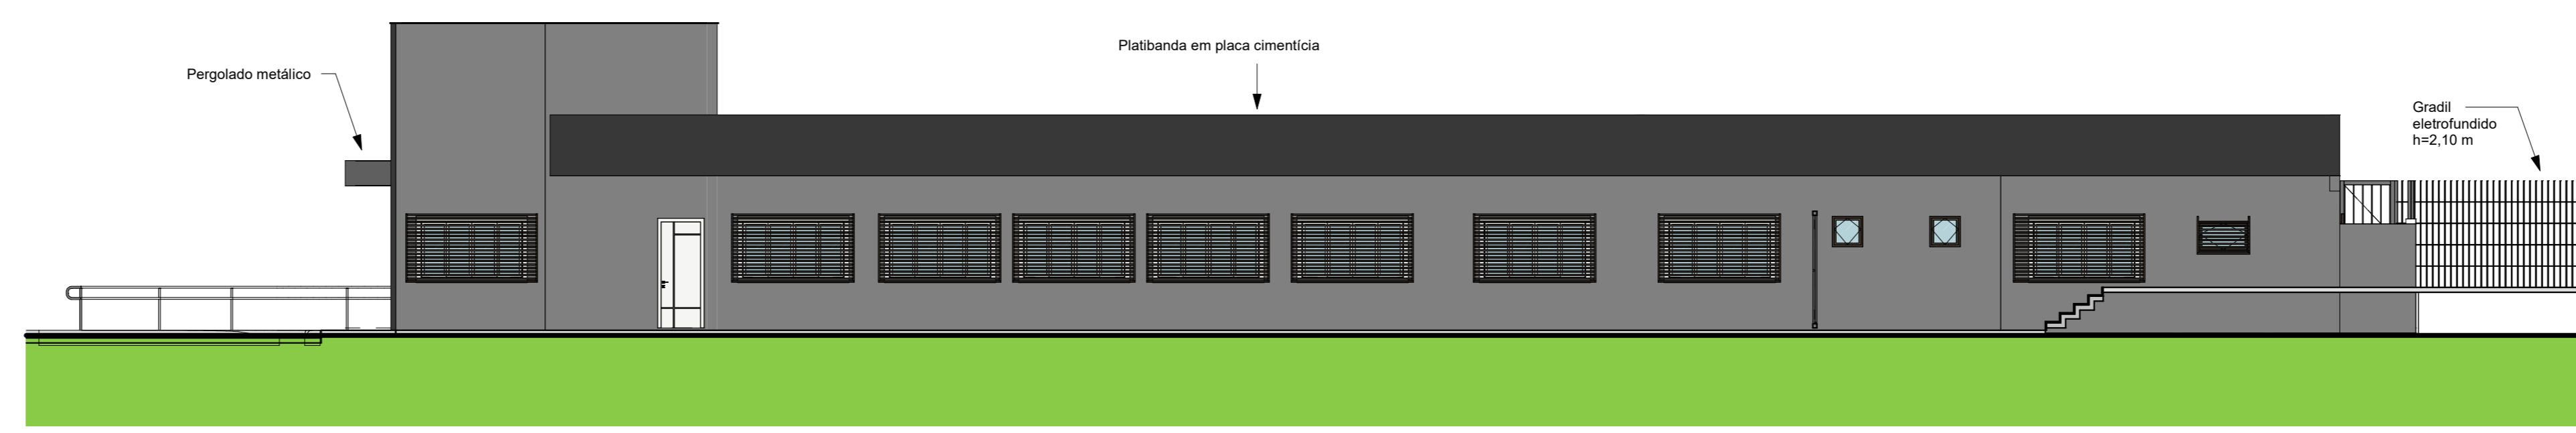 Platibanda em placa cimentícia
Pergolado metálico
Gradil
eletrofundido
h=2,10 m